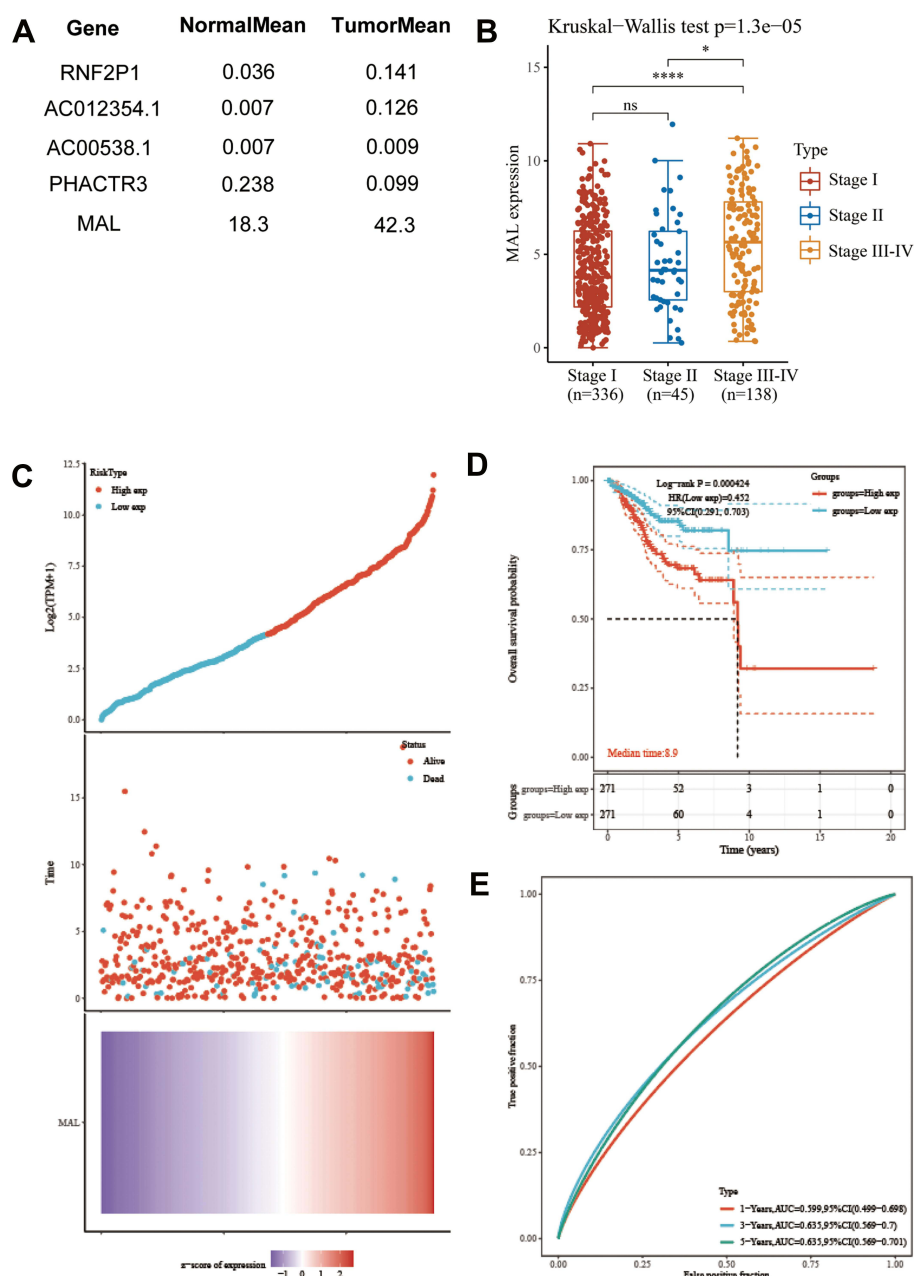 A
Gene NormalMean TumorMean
RNF2P1 0.036 0.141
AC012354.1 0.007 0.126
AC00538.1 0.007 0.009
PHACTR3 0.238 0.099
MAL 18.3 42.3
B
Kruskal−Wallis test p=1.3e−05
*
****
ns
MAL expression
15
10
5
0
Stage I Stage II Stage III-IV
(n=336) (n=45) (n=138)
Type
Stage I
Stage II
Stage III-IV
C
RiskType
High exp
Low exp
Log2(TPM+1)
12.5
10.0
7.5
5.0
2.5
0.0
Status
Alive
Dead
Time
15
10
5
0
MAL
z−score of expression
−1 0 1 2
D
Log−rank P = 0.000424
HR(Low exp)=0.452
95%CI(0.291, 0.703)
Groups
groups=High exp
groups=Low exp
Overall survival probability
1.00
0.75
0.50
0.25
0.00
Median time:8.9
Groups
groups=High exp 271 52 3 1 0
groups=Low exp 271 60 4 1 0
0 5 10 15 20
Time (years)
E
True positive fraction
1.00
0.75
0.50
0.25
0.00
Type
1−Years,AUC=0.599,95%CI(0.499−0.698)
3−Years,AUC=0.635,95%CI(0.569−0.7)
5−Years,AUC=0.635,95%CI(0.569−0.701)
0.00 0.25 0.50 0.75 1.00
False positive fraction